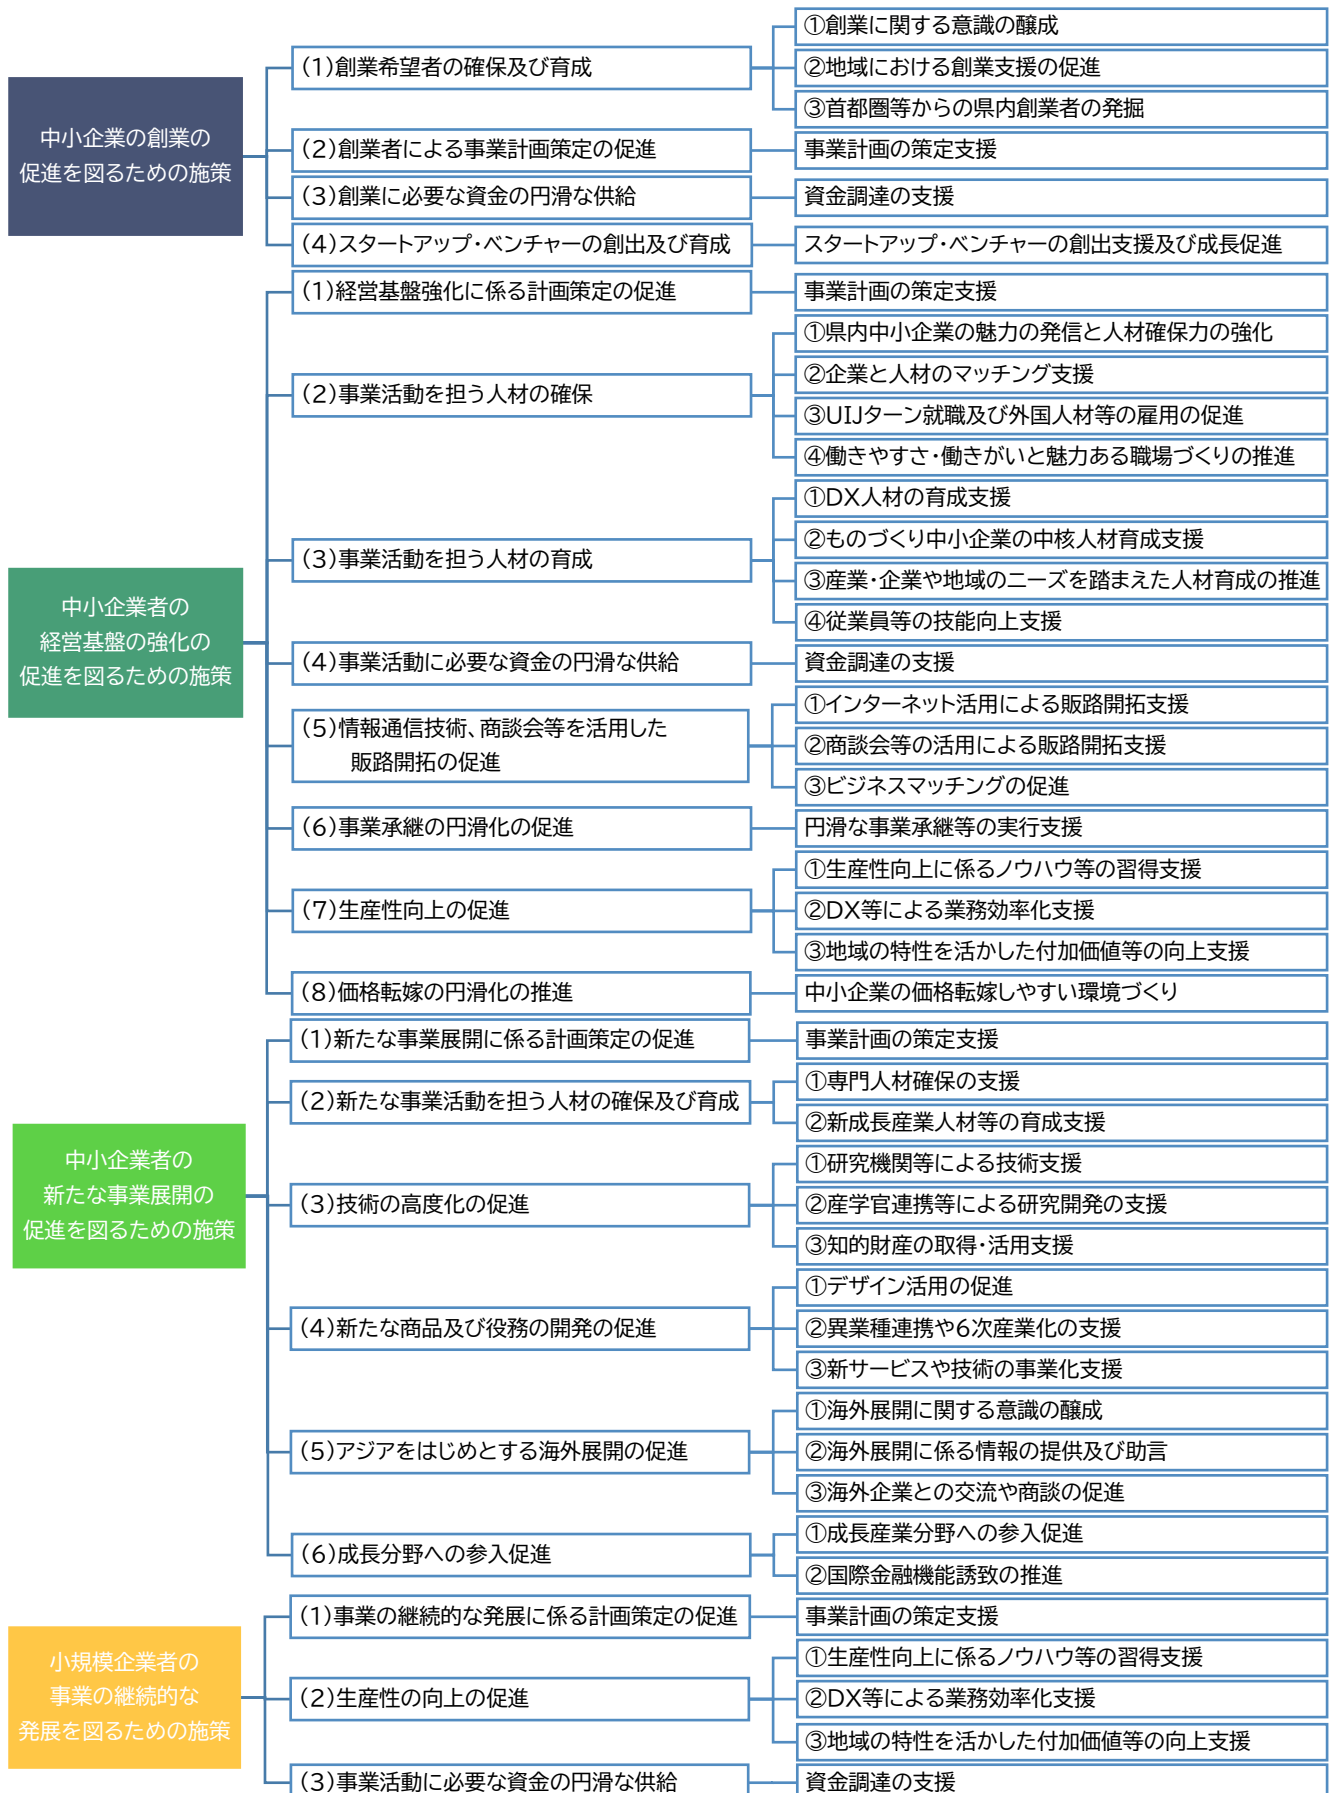 中小企業の創業の
促進を図るための施策
(1)創業希望者の確保及び育成
①創業に関する意識の醸成
②地域における創業支援の促進
③首都圏等からの県内創業者の発掘
(2)創業者による事業計画策定の促進
事業計画の策定支援
(3)創業に必要な資金の円滑な供給
資金調達の支援
(4)スタートアップ・ベンチャーの創出及び育成
スタートアップ・ベンチャーの創出支援及び成長促進
中小企業者の
経営基盤の強化の
促進を図るための施策
(1)経営基盤強化に係る計画策定の促進
事業計画の策定支援
(2)事業活動を担う人材の確保
①県内中小企業の魅力の発信と人材確保力の強化
②企業と人材のマッチング支援
③UIJターン就職及び外国人材等の雇用の促進
④働きやすさ・働きがいと魅力ある職場づくりの推進
(3)事業活動を担う人材の育成
①DX人材の育成支援
②ものづくり中小企業の中核人材育成支援
③産業・企業や地域のニーズを踏まえた人材育成の推進
④従業員等の技能向上支援
(4)事業活動に必要な資金の円滑な供給
資金調達の支援
(5)情報通信技術、商談会等を活用した
販路開拓の促進
①インターネット活用による販路開拓支援
②商談会等の活用による販路開拓支援
③ビジネスマッチングの促進
(6)事業承継の円滑化の促進
円滑な事業承継等の実行支援
(7)生産性向上の促進
①生産性向上に係るノウハウ等の習得支援
②DX等による業務効率化支援
③地域の特性を活かした付加価値等の向上支援
(8)価格転嫁の円滑化の推進
中小企業の価格転嫁しやすい環境づくり
中小企業者の
新たな事業展開の
促進を図るための施策
(1)新たな事業展開に係る計画策定の促進
事業計画の策定支援
(2)新たな事業活動を担う人材の確保及び育成
①専門人材確保の支援
②新成長産業人材等の育成支援
(3)技術の高度化の促進
①研究機関等による技術支援
②産学官連携等による研究開発の支援
③知的財産の取得・活用支援
(4)新たな商品及び役務の開発の促進
①デザイン活用の促進
②異業種連携や6次産業化の支援
③新サービスや技術の事業化支援
(5)アジアをはじめとする海外展開の促進
①海外展開に関する意識の醸成
②海外展開に係る情報の提供及び助言
③海外企業との交流や商談の促進
(6)成長分野への参入促進
①成長産業分野への参入促進
②国際金融機能誘致の推進
小規模企業者の
事業の継続的な
発展を図るための施策
(1)事業の継続的な発展に係る計画策定の促進
事業計画の策定支援
(2)生産性の向上の促進
①生産性向上に係るノウハウ等の習得支援
②DX等による業務効率化支援
③地域の特性を活かした付加価値等の向上支援
(3)事業活動に必要な資金の円滑な供給
資金調達の支援